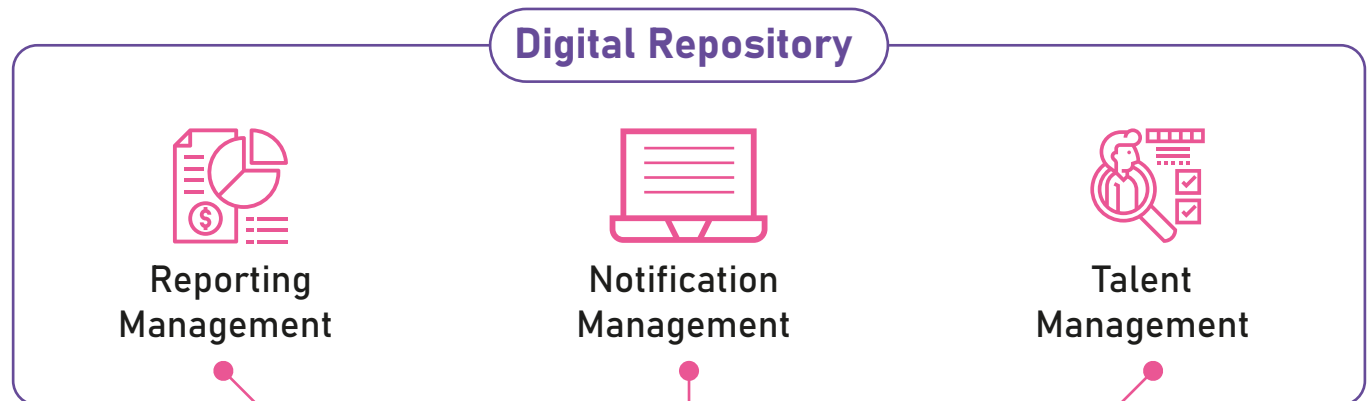 Digital Repository
Reporting
Management
Notification
Management
Talent
Management